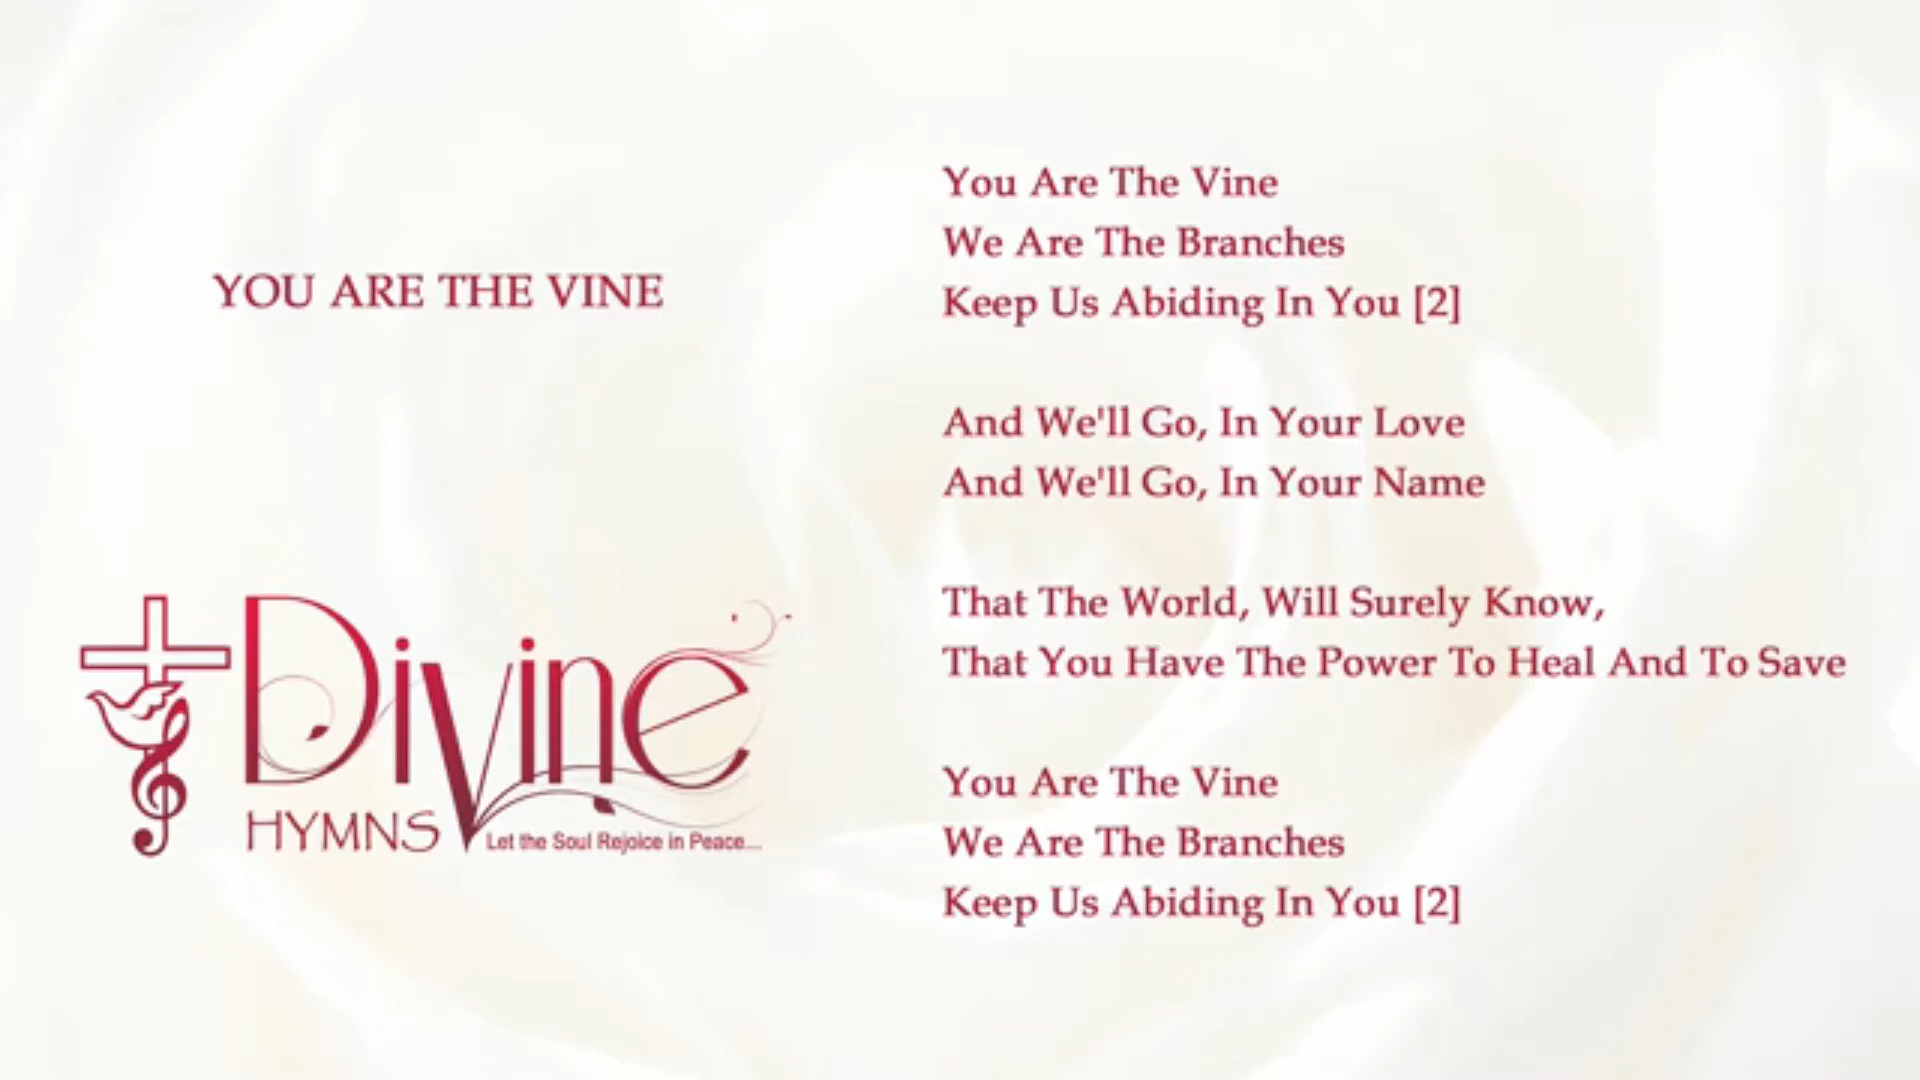 YOU ARE THE VINE
Divine
HYMNS
Let the Soul Rejoice in Peace...
You Are The Vine
We Are The Branches
Keep Us Abiding In You [2]
And We'll Go, In Your Love
And We'll Go, In Your Name
That The World, Will Surely Know,
That You Have The Power To Heal And To Save
You Are The Vine
We Are The Branches
Keep Us Abiding In You [2]